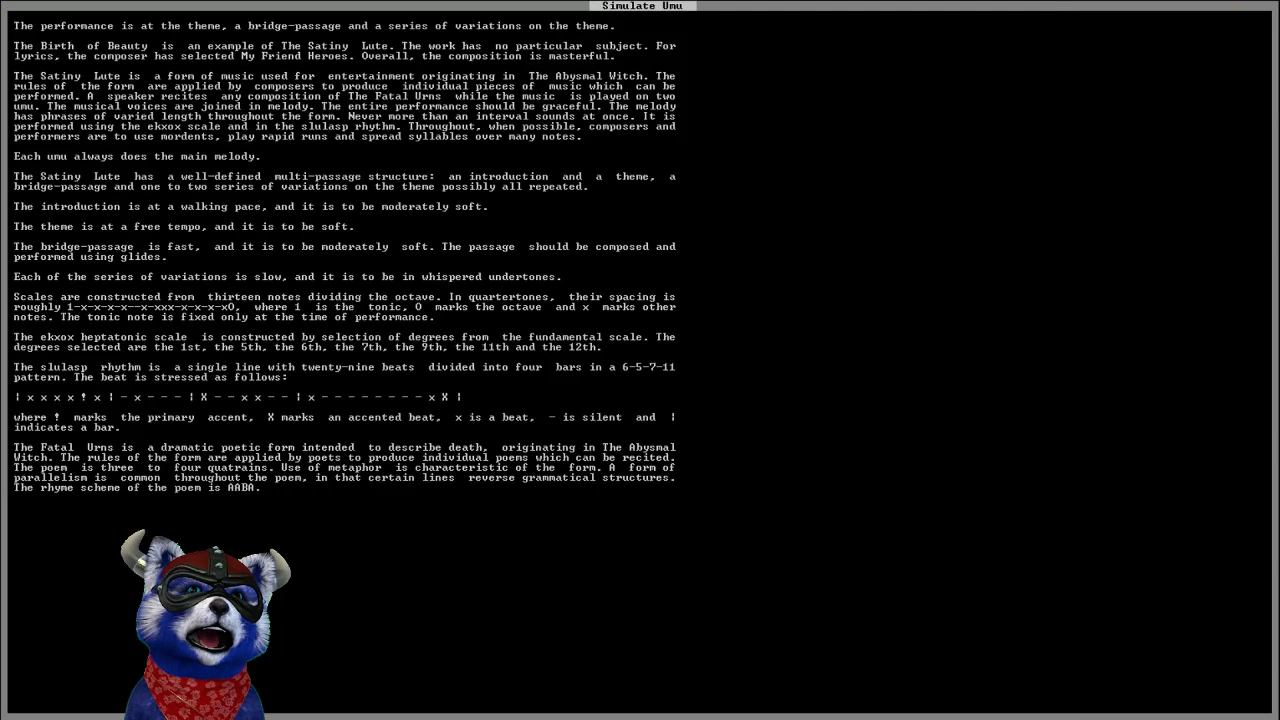 Simulate Umu
The performance is at the theme, a bridge-passage and a series of variations on the theme.
The Birth of Beauty is an example of The Satiny Lute. The work has no particular subject. For
lyrics, the composer has selected My Friend Heroes. Overall, the composition is masterful.
The Satiny Lute is a form of music used for entertainment originating in The Abysmal Witch. The
rules of the form are applied by composers to produce individual pieces of music which can be
performed. A speaker recites any composition of The Fatal Urns while the music is played on two
umu. The musical voices are joined in melody. The entire performance should be graceful. The melody
has phrases of varied length throughout the form. Never more than an interval sounds at once. It is
performed using the ekxox scale and in the slulasp rhythm. Throughout, when possible, composers and
performers are to use mordents, play rapid runs and spread syllables over many notes.
Each umu always does the main melody.
The Satiny Lute has a well-defined multi-passage structure: an introduction and a theme, a
bridge-passage and one to two series of variations on the theme possibly all repeated.
The introduction is at a walking pace, and it is to be moderately soft.
The theme is at a free tempo, and it is to be soft.
The bridge-passage is fast, and it is to be moderately soft. The passage should be composed and
performed using glides.
Each of the series of variations is slow, and it is to be in whispered undertones.
Scales are constructed from thirteen notes dividing the octave. In quartertones, their spacing is
roughly 1-x-x-x-x--x-xxx-x-x-x-xO, where 1 is the tonic, O marks the octave and x marks other
notes. The tonic note is fixed only at the time of performance.
The ekxox heptatonic scale is constructed by selection of degrees from the fundamental scale. The
degrees selected are the 1st, the 5th, the 6th, the 7th, the 9th, the 11th and the 12th.
The slulasp rhythm is a single line with twenty-nine beats divided into four bars in a 6-5-7-11
pattern. The beat is stressed as follows:
| x x x x ! x | - x - - - | X - - x x - - | x - - - - - - - - x X |
where ! marks the primary accent, X marks an accented beat, x is a beat, - is silent and |
indicates a bar.
The Fatal Urns is a dramatic poetic form intended to describe death, originating in The Abysmal
Witch. The rules of the form are applied by poets to produce individual poems which can be recited.
The poem is three to four quatrains. Use of metaphor is characteristic of the form. A form of
parallelism is common throughout the poem, in that certain lines reverse grammatical structures.
The rhyme scheme of the poem is AABA.